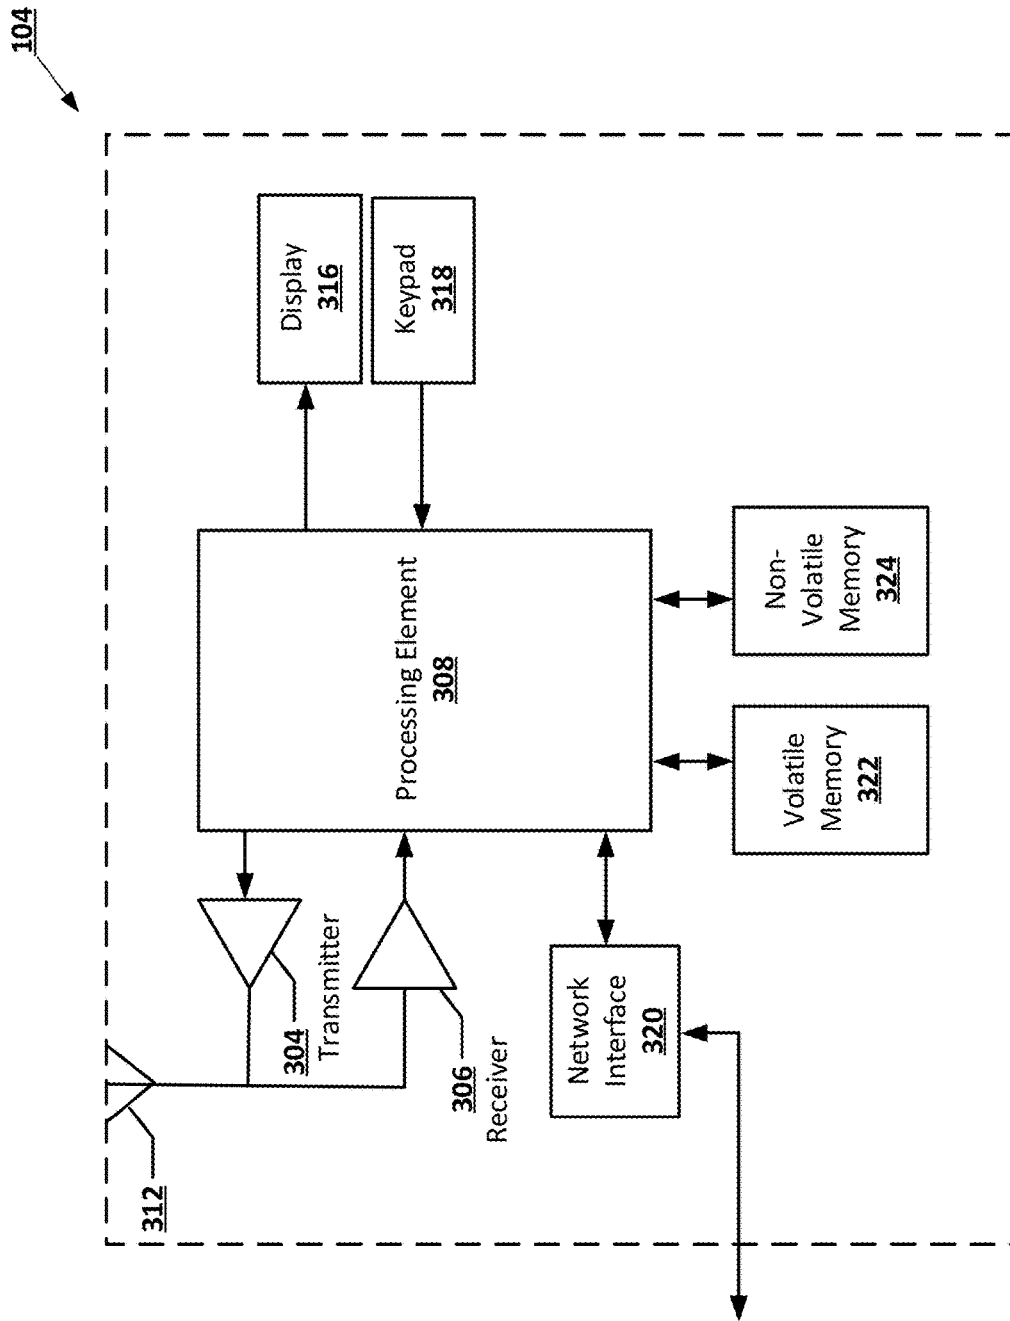 104
312
304
Transmitter
306
Receiver
Display
316
Keypad
318
Processing Element
308
Network
Interface
320
Volatile
Memory
322
Non-
Volatile
Memory
324